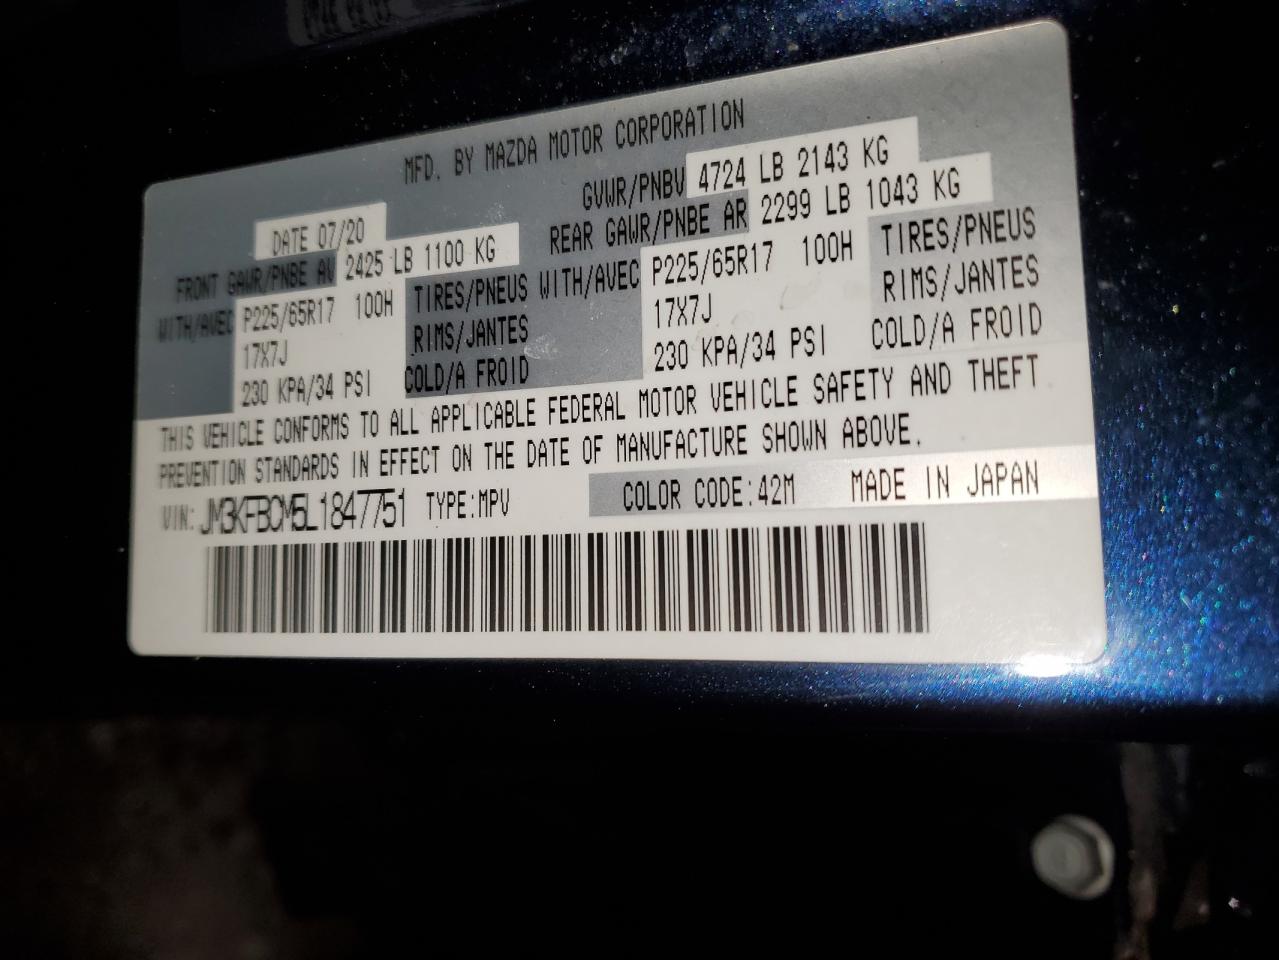 MFD. BY MAZDA MOTOR CORPORATION
DATE 07/20 GVWR/PNBV 4724 LB 2143 KG
FRONT GAWR/PNBE AV 2425 LB 1100 KG REAR GAWR/PNBE AR 2299 LB 1043 KG
WITH/AVEC P225/65R17 100H TIRES/PNEUS WITH/AVEC P225/65R17 100H TIRES/PNEUS
17X7J RIMS/JANTES 17X7J RIMS/JANTES
230 KPA/34 PSI COLD/A FROID 230 KPA/34 PSI COLD/A FROID
THIS VEHICLE CONFORMS TO ALL APPLICABLE FEDERAL MOTOR VEHICLE SAFETY AND THEFT
PREVENTION STANDARDS IN EFFECT ON THE DATE OF MANUFACTURE SHOWN ABOVE.
VIN: JM3KFBCM5L1847751 TYPE:MPV COLOR CODE:42M MADE IN JAPAN